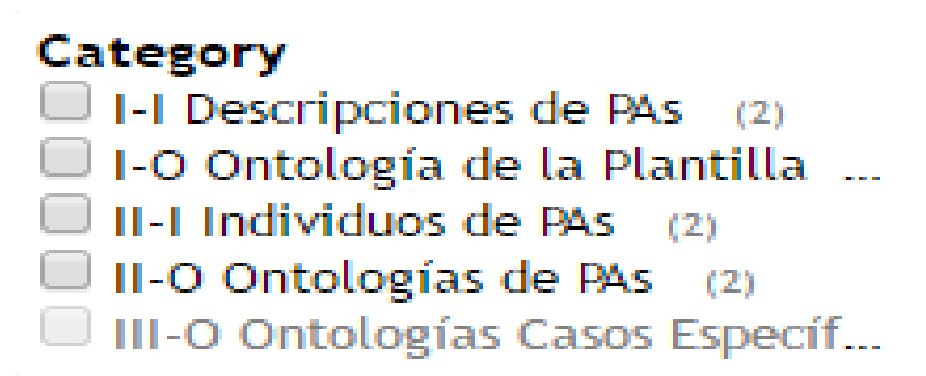 Category
I-I Descripciones de PAs (2)
I-O Ontología de la Plantilla ...
II-I Individuos de PAs (2)
II-O Ontologías de PAs (2)
III-O Ontologías Casos Específ...